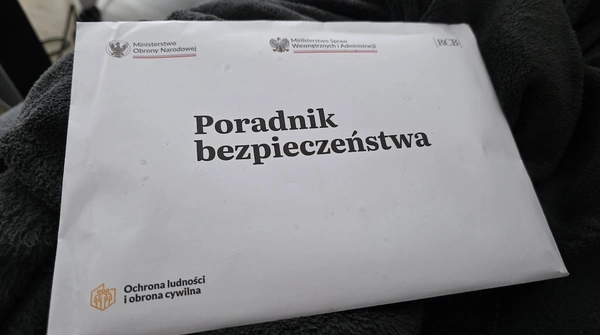 Ministerstwo
Obrony Narodowej
Ministerstwo Spraw
Wewnętrznych i Administracji
RCB
Poradnik
bezpieczeństwa
Ochrona ludności
i obrona cywilna